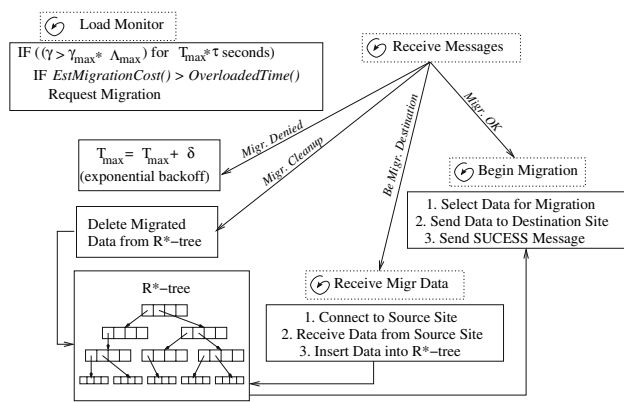 Load Monitor
IF ((γ > γmax* Λmax) for Tmax*τ seconds)
IF EstMigrationCost() > OverloadedTime()
Request Migration
Receive Messages
Migr. Denied
Migr. Cleanup
Be Migr. Destination
Migr. OK
Tmax = Tmax + δ
(exponential backoff)
Begin Migration
1. Select Data for Migration
2. Send Data to Destination Site
3. Send SUCESS Message
Delete Migrated
Data from R*-tree
R*-tree
Receive Migr Data
1. Connect to Source Site
2. Receive Data from Source Site
3. Insert Data into R*-tree